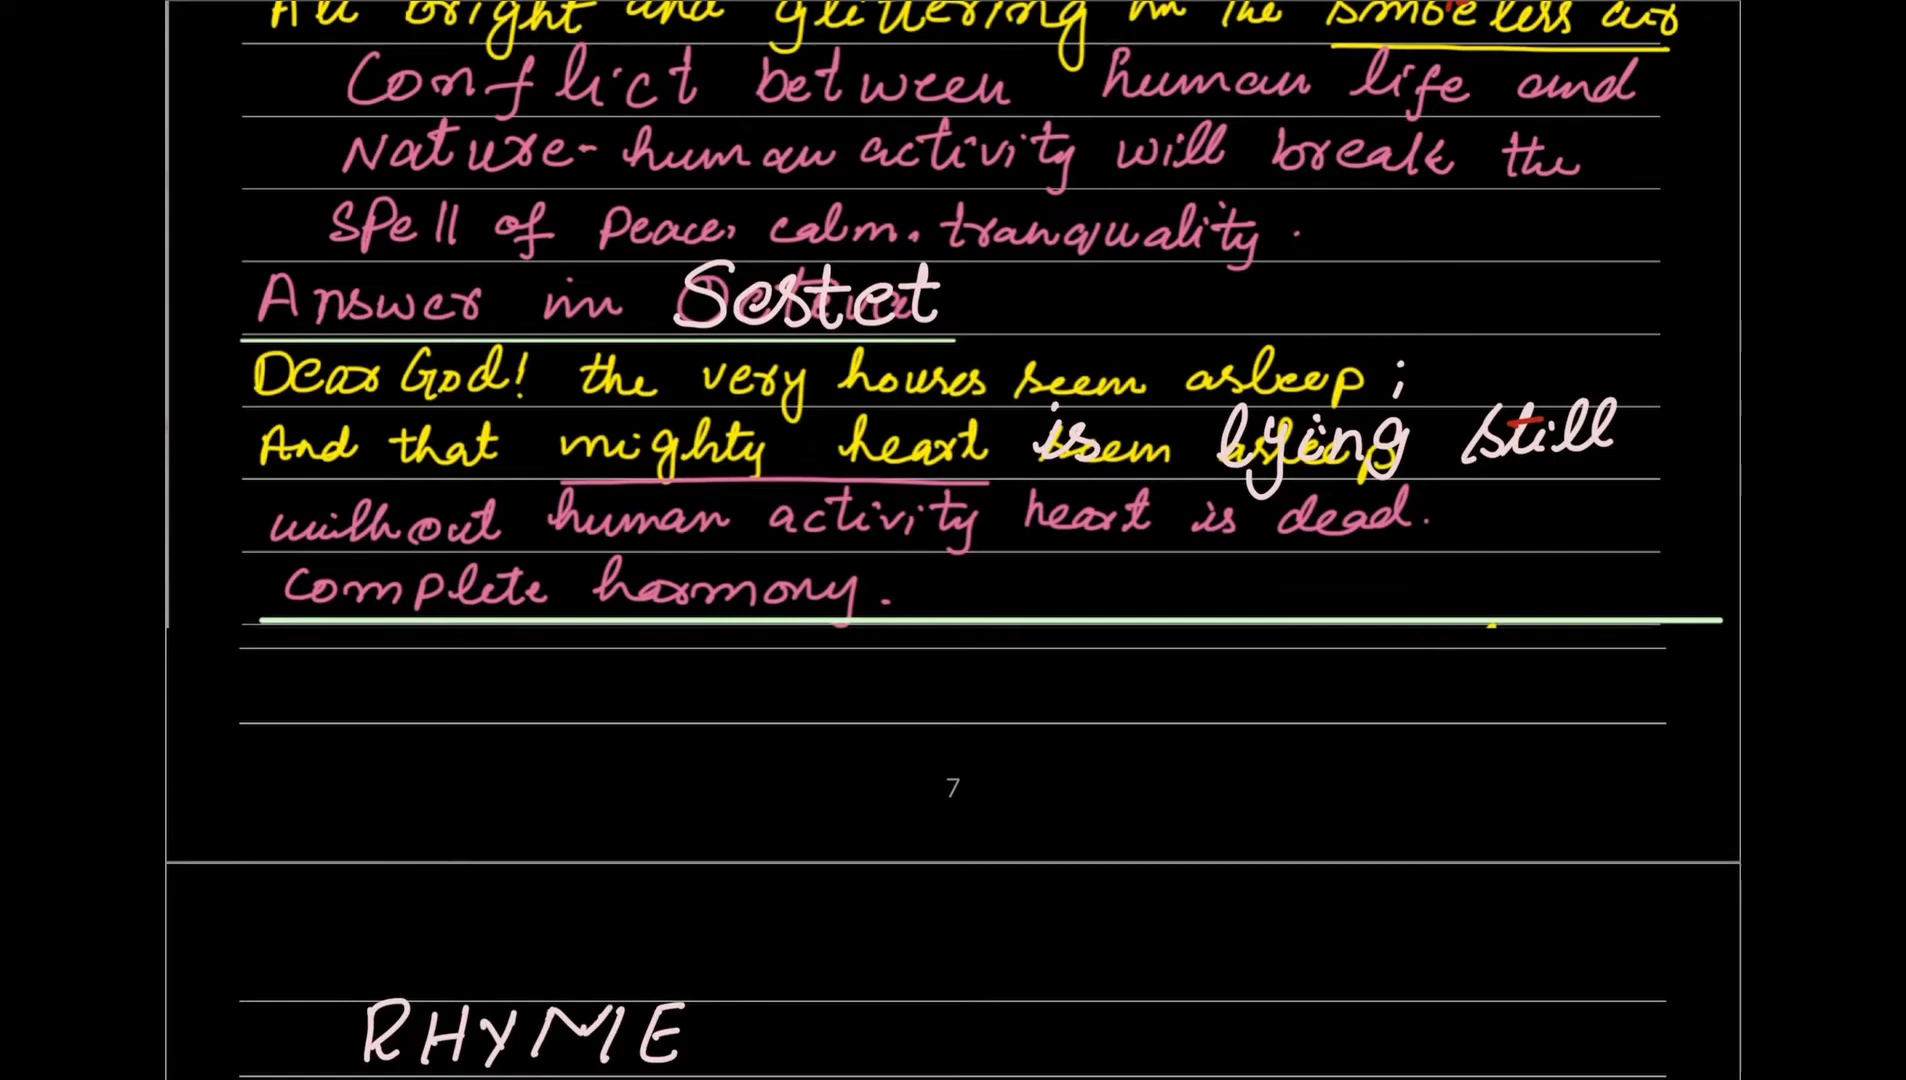 All bright and glittering in the smokeless air
Conflict between human life and
Nature- human activity will break the
Spell of Peace, calm, tranquality.
Answer in Sestet
Dear God! the very houses seem asleep;
And that mighty heart is lying still
without human activity heart is dead.
Complete harmony.
7
RHYME